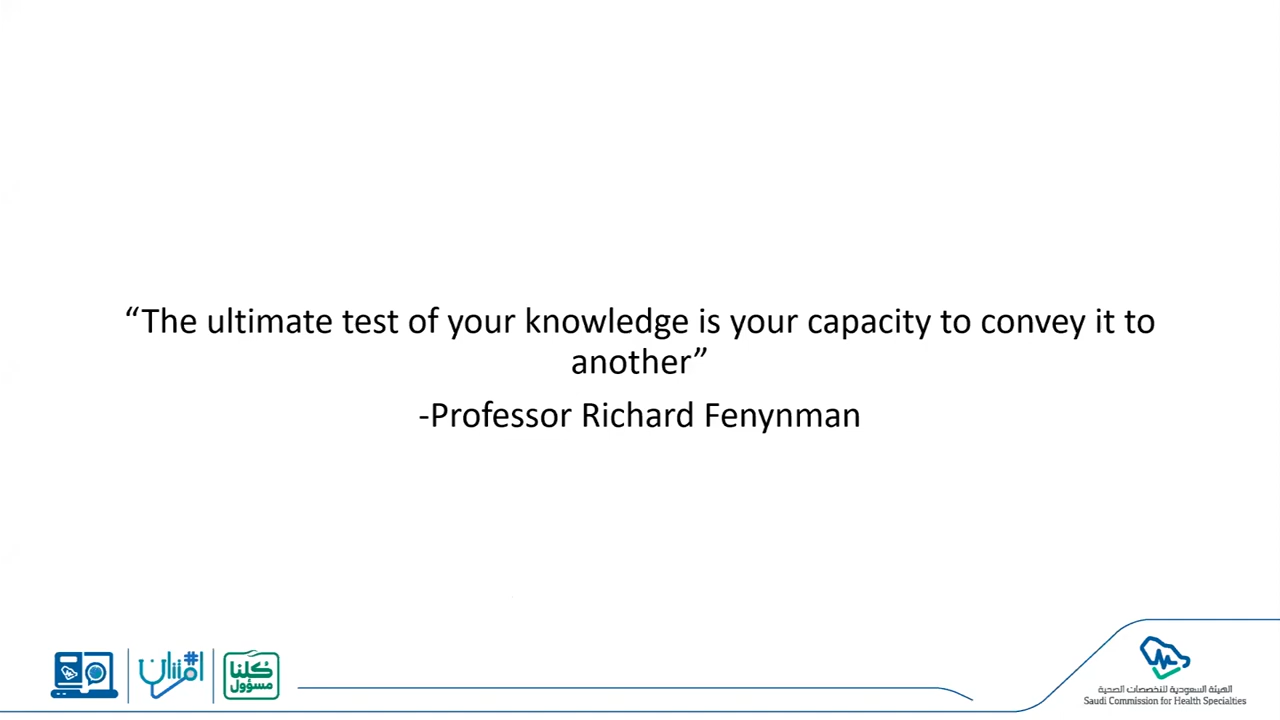 “The ultimate test of your knowledge is your capacity to convey it to
another”
-Professor Richard Fenynman
#امتنان
كلنا
مسؤول
الهيئة السعودية للتخصصات الصحية
Saudi Commission for Health Specialties